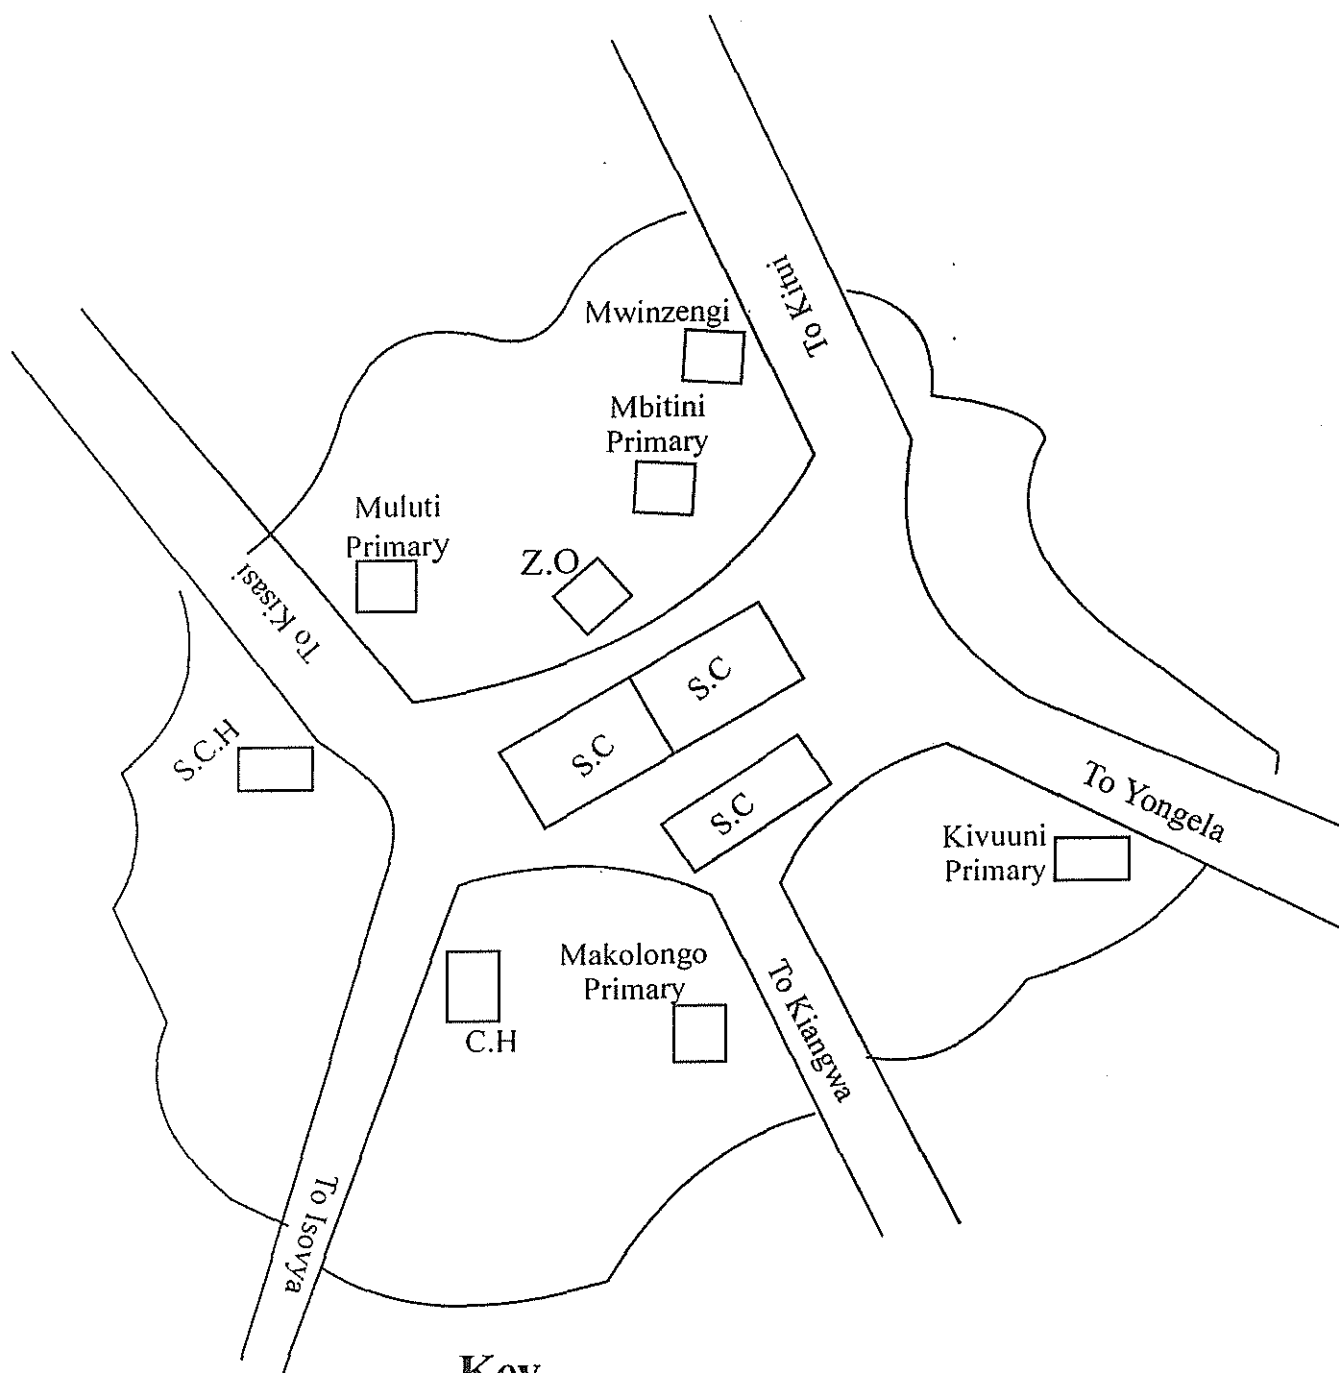 To Kitui
Mwinzengi
Mbitini
Primary
Muluti
Primary
Z.O
To Kisasi
S.C
S.C
S.C.H
S.C
To Yongela
Kivuuni
Primary
Makolongo
Primary
To Kiangwa
C.H
To Isovya
Key